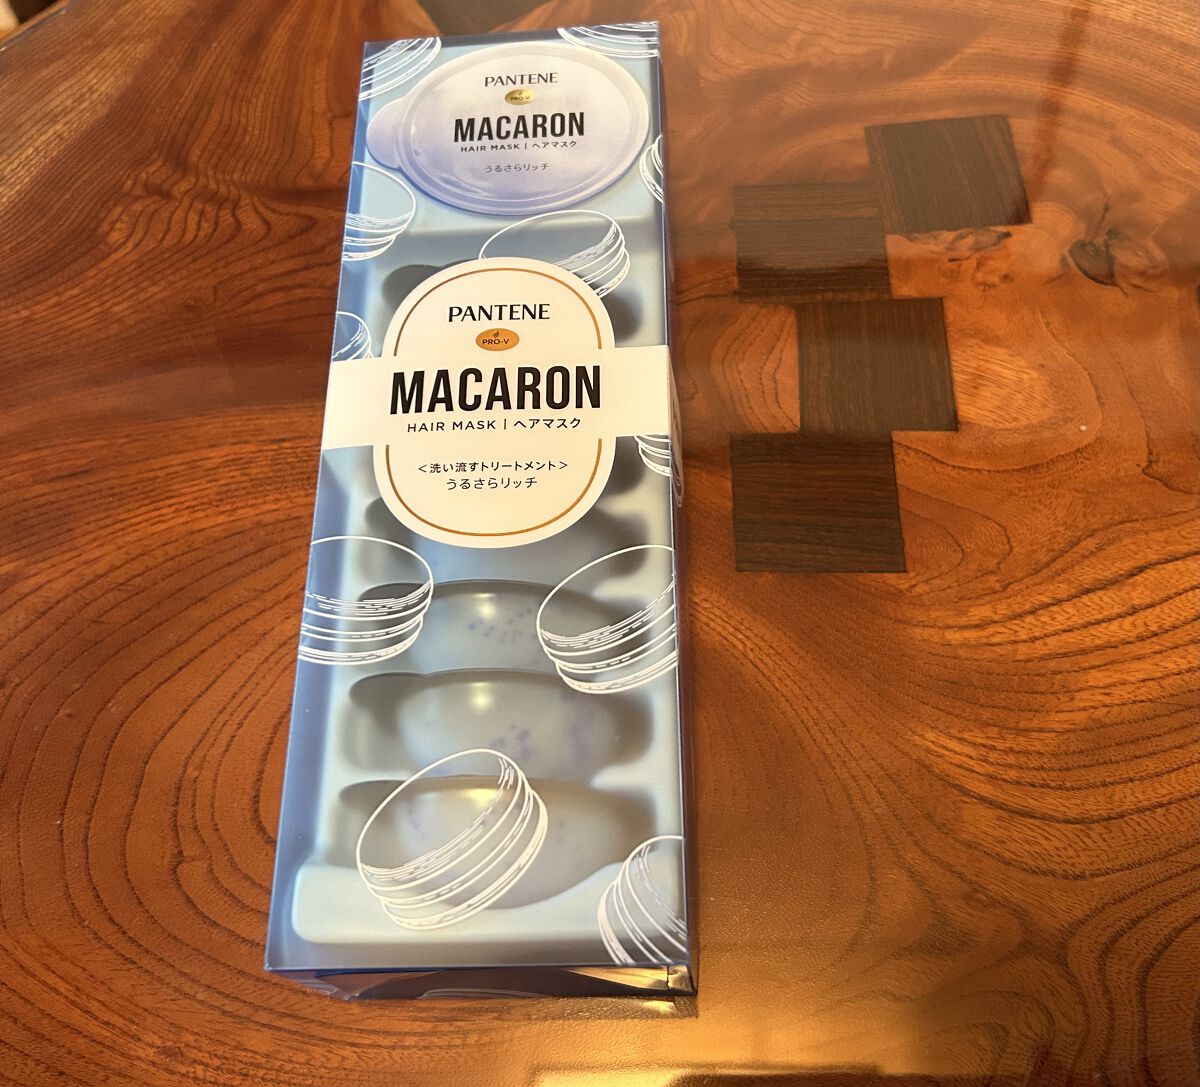 PANTENE
PRO-V
MACARON
HAIR MASK | ヘアマスク
うるさらリッチ
PANTENE
PRO-V
MACARON
HAIR MASK | ヘアマスク
<洗い流すトリートメント>
うるさらリッチ